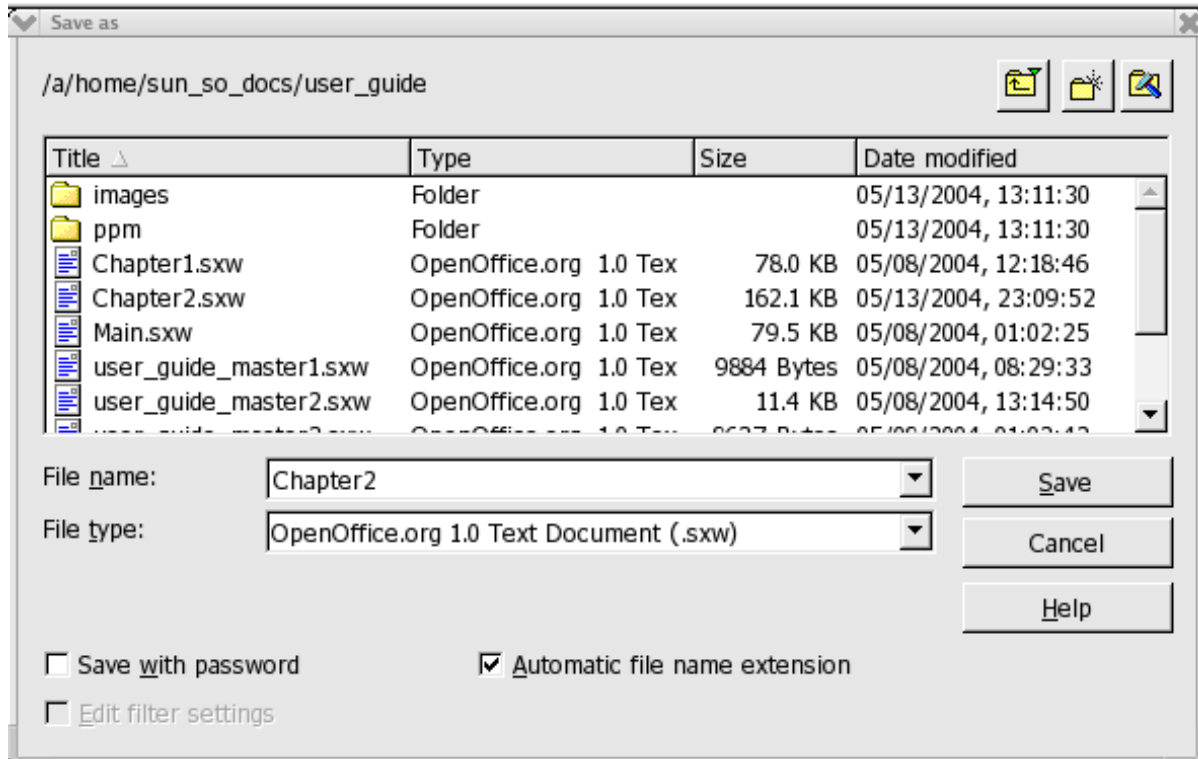 Save as
/a/home/sun_so_docs/user_guide
Title Type Size Date modified
images Folder 05/13/2004, 13:11:30
ppm Folder 05/13/2004, 13:11:30
Chapter1.sxw OpenOffice.org 1.0 Tex 78.0 KB 05/08/2004, 12:18:46
Chapter2.sxw OpenOffice.org 1.0 Tex 162.1 KB 05/13/2004, 23:09:52
Main.sxw OpenOffice.org 1.0 Tex 79.5 KB 05/08/2004, 01:02:25
user_guide_master1.sxw OpenOffice.org 1.0 Tex 9884 Bytes 05/08/2004, 08:29:33
user_guide_master2.sxw OpenOffice.org 1.0 Tex 11.4 KB 05/08/2004, 13:14:50
File name: Chapter2 Save
File type: OpenOffice.org 1.0 Text Document (.sxw) Cancel
Help
Save with password Automatic file name extension
Edit filter settings